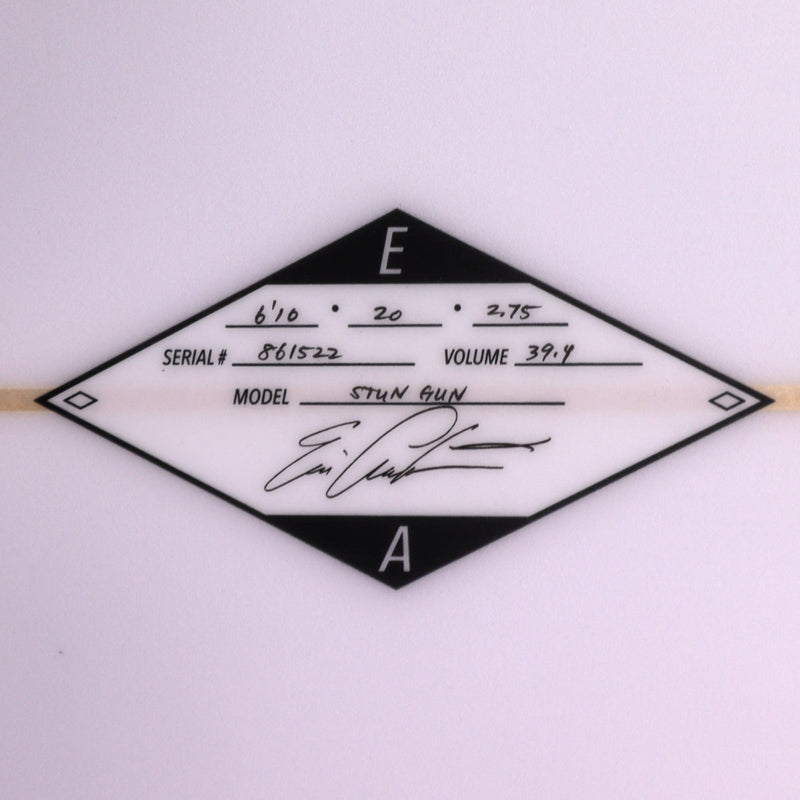 E
6'10 • 20 • 2.75
SERIAL # 861522 VOLUME 39.4
MODEL STUN GUN
A